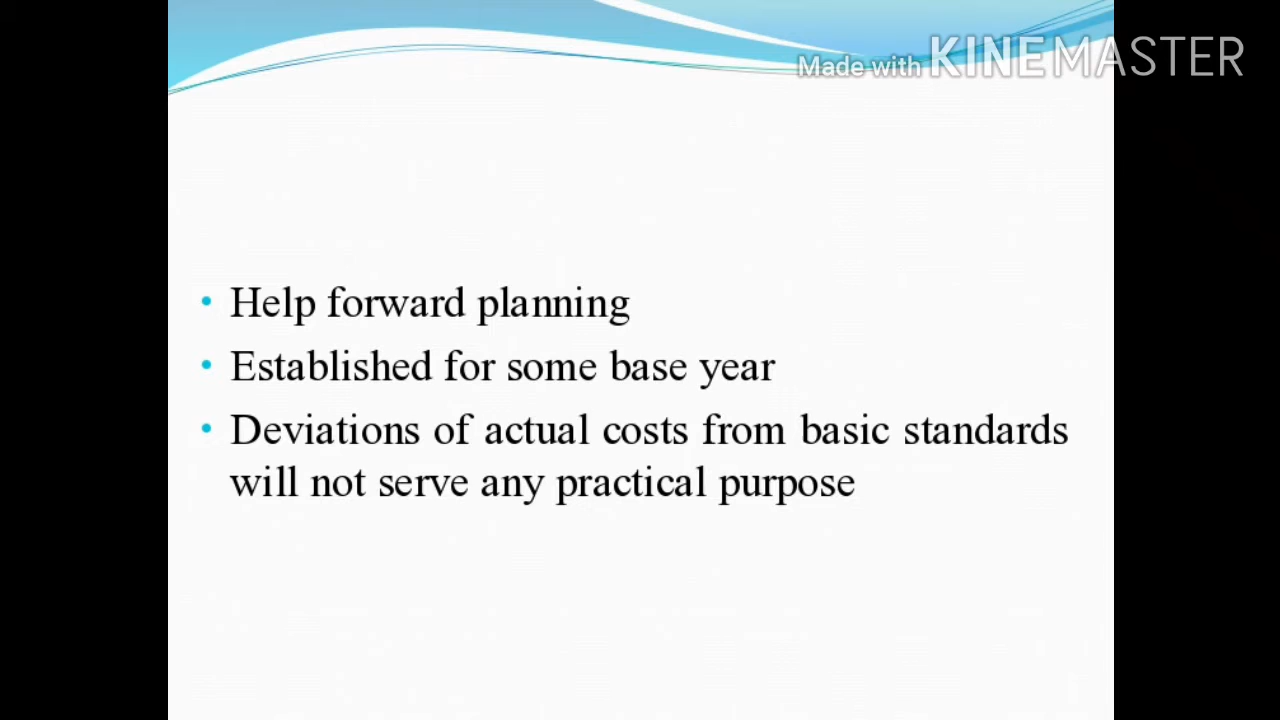 Made with KINEMASTER
• Help forward planning
• Established for some base year
• Deviations of actual costs from basic standards
will not serve any practical purpose